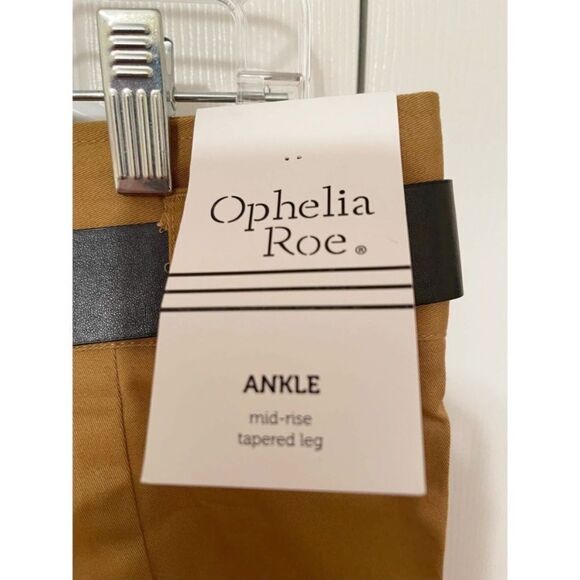 Ophelia
Roe®
ANKLE
mid-rise
tapered leg